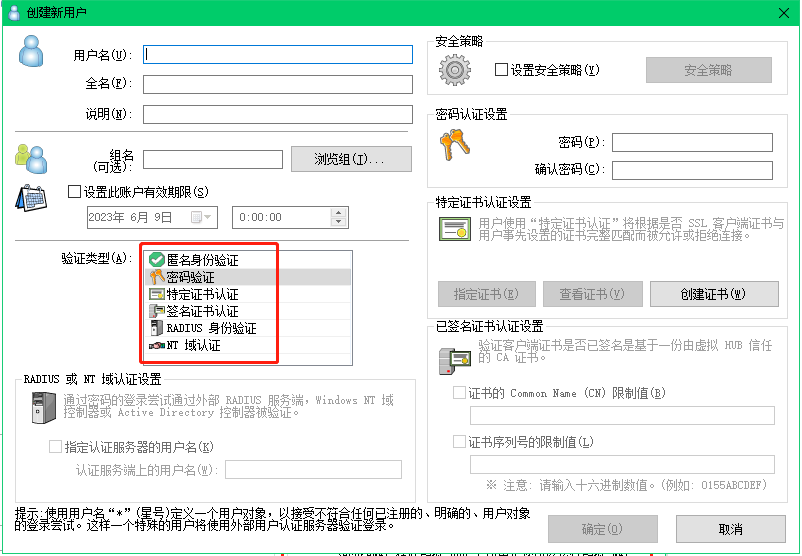 创建新用户
用户名(U):
全名(F):
说明(N):
组名
(可选):
浏览组(T)...
设置此账户有效期限(S)
2023年 6月 9日
0:00:00
验证类型(A):
匿名身份验证
密码验证
特定证书认证
签名证书认证
RADIUS 身份验证
NT 域认证
RADIUS 或 NT 域认证设置
通过密码的登录尝试通过外部 RADIUS 服务端, Windows NT 域
控制器或 Active Directory 控制器被验证。
指定认证服务器的用户名(K)
认证服务端上的用户名(W):
提示:使用用户名“*”(星号)定义一个用户对象，以接受不符合任何已注册的、明确的、用户对象
的登录尝试。这样一个特殊的用户将使用外部用户认证服务器验证登录。
安全策略
设置安全策略(Y)
安全策略
密码认证设置
密码(P):
确认密码(C):
特定证书认证设置
用户使用“特定证书认证”将根据是否 SSL 客户端证书与
用户事先设置的证书完整匹配而被允许或拒绝连接。
指定证书(E)
查看证书(V)
创建证书(W)
已签名证书认证设置
验证客户端证书是否已签名是基于一份由虚拟 HUB 信任
的 CA 证书。
证书的 Common Name (CN) 限制值(B)
证书序列号的限制值(L)
※ 注意: 请输入十六进制数值。(例如: 0155ABCDEF)
确定(O)
取消